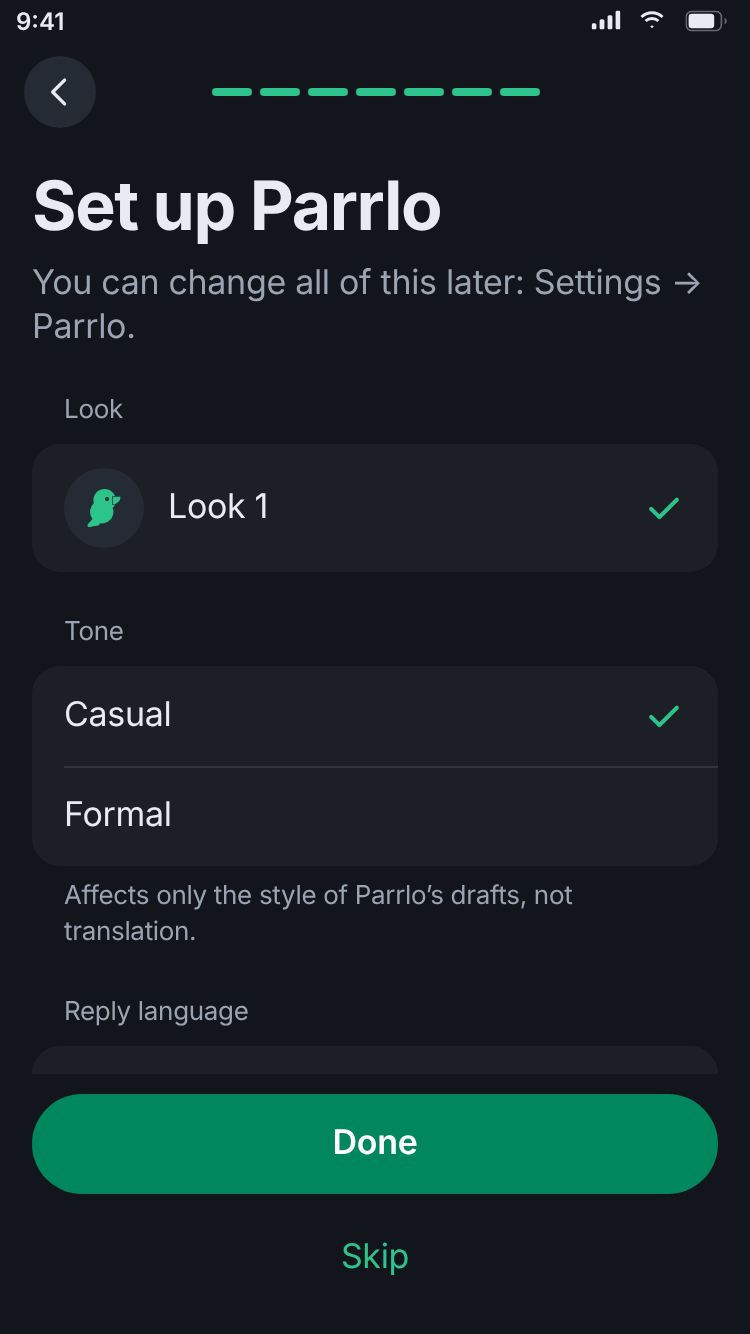 9:41
Set up Parrlo
You can change all of this later: Settings →
Parrlo.
Look
Look 1
Tone
Casual
Formal
Affects only the style of Parrlo’s drafts, not
translation.
Reply language
Done
Skip